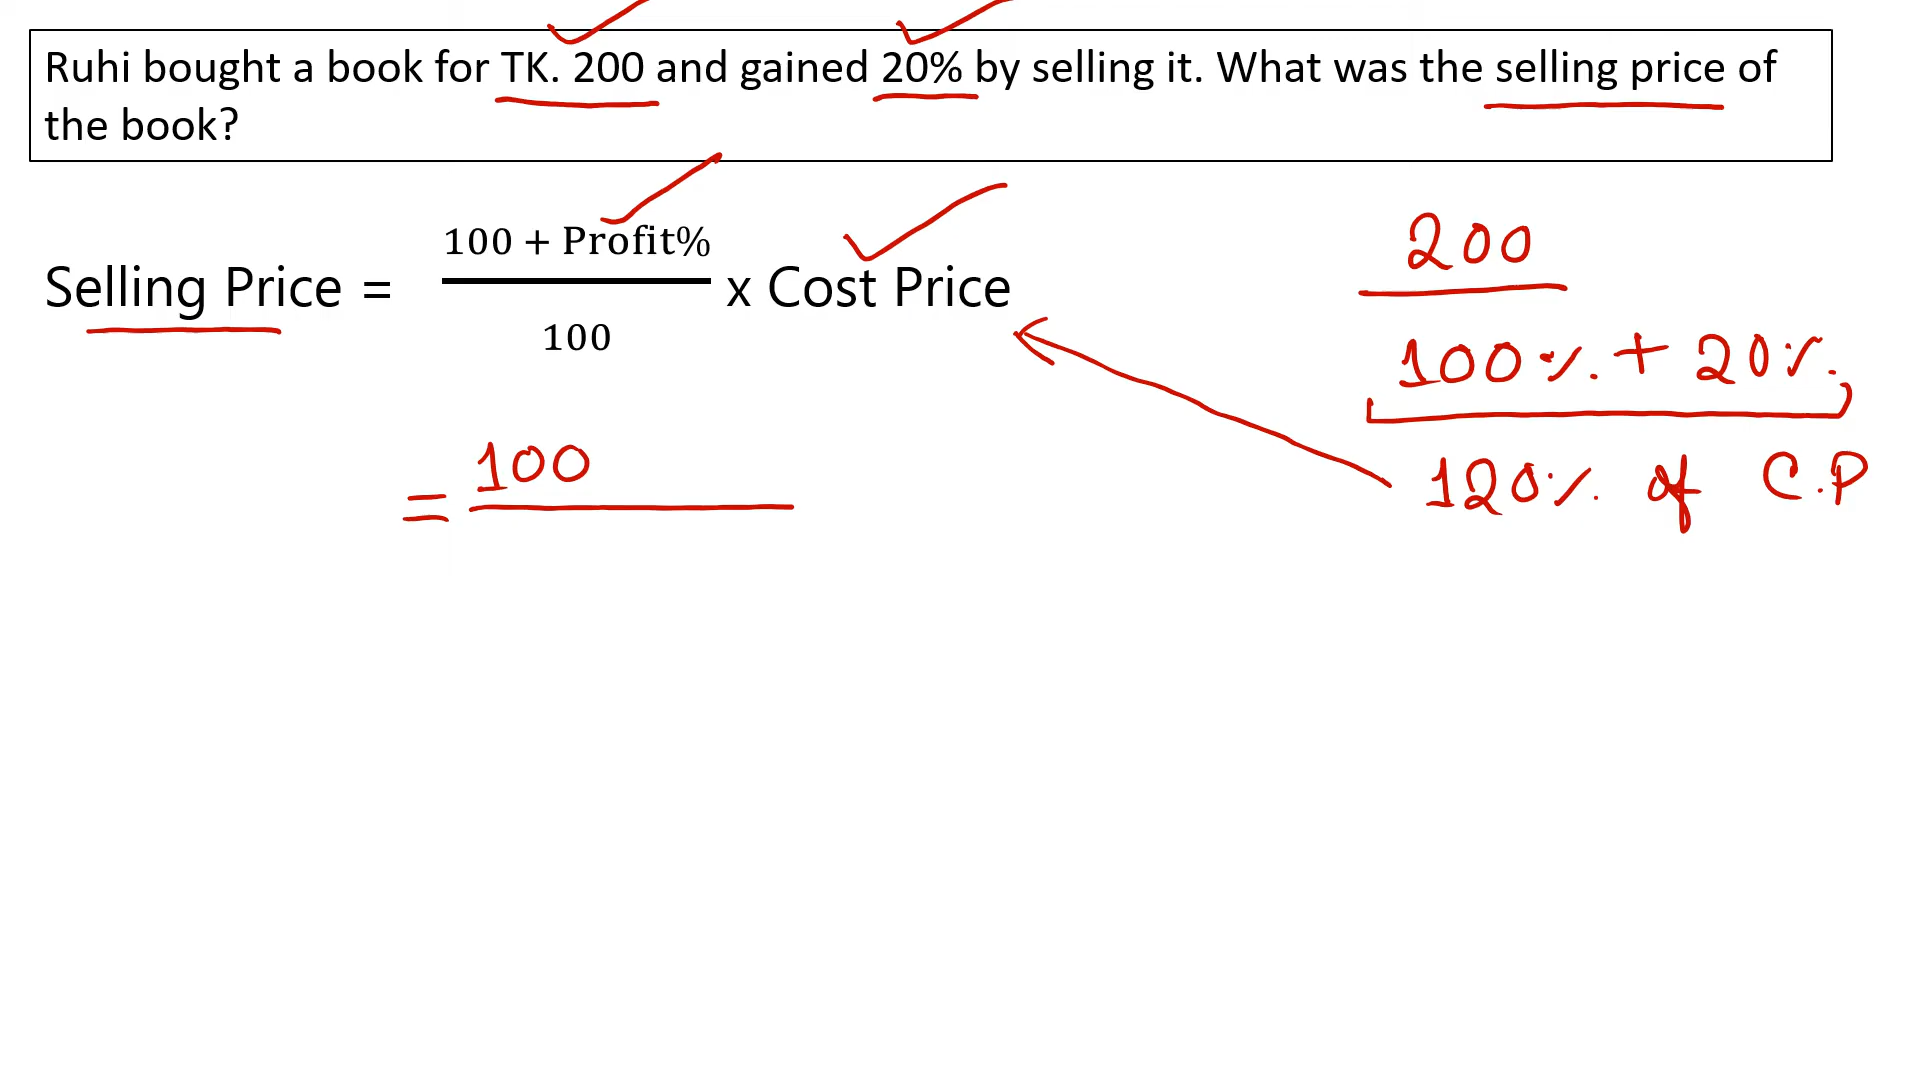 Ruhi bought a book for TK. 200 and gained 20% by selling it. What was the selling price of
the book?
100 + Profit%
Selling Price = x Cost Price
100
200
100% + 20%
120% of C.P
= 100